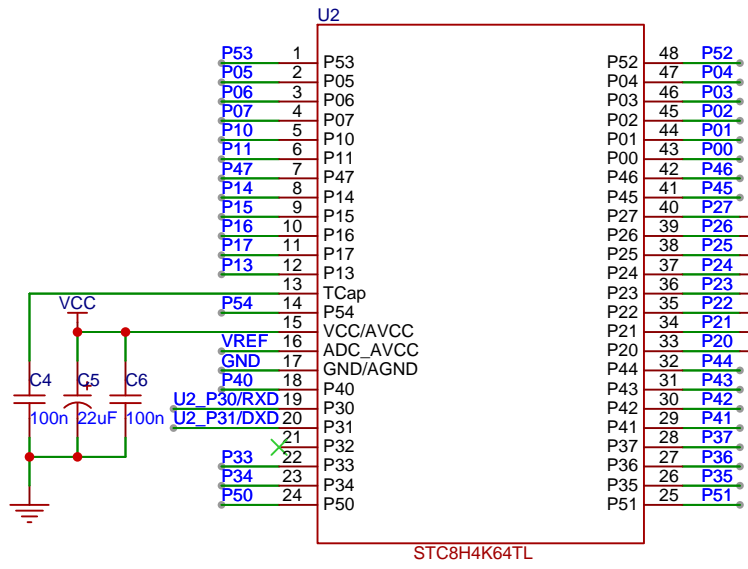 U2
P53 1 P53 P52 48 P52
P05 2 P05 P04 47 P04
P06 3 P06 P03 46 P03
P07 4 P07 P02 45 P02
P10 5 P10 P01 44 P01
P11 6 P11 P00 43 P00
P47 7 P47 P46 42 P46
P14 8 P14 P45 41 P45
P15 9 P15 P27 40 P27
P16 10 P16 P26 39 P26
P17 11 P17 P25 38 P25
P13 12 P13 P24 37 P24
13 TCap P23 36 P23
VCC P54 14 P54 P22 35 P22
15 VCC/AVCC P21 34 P21
VREF 16 ADC_AVCC P20 33 P20
GND 17 GND/AGND P44 32 P44
C4 C5 + C6 P40 18 P40 P43 31 P43
U2_P30/RXD 19 P30 P42 30 P42
100n 22uF 100n U2_P31/DXD 20 P31 P41 29 P41
21 P32 P37 28 P37
P33 22 P33 P36 27 P36
P34 23 P34 P35 26 P35
P50 24 P50 P51 25 P51
STC8H4K64TL